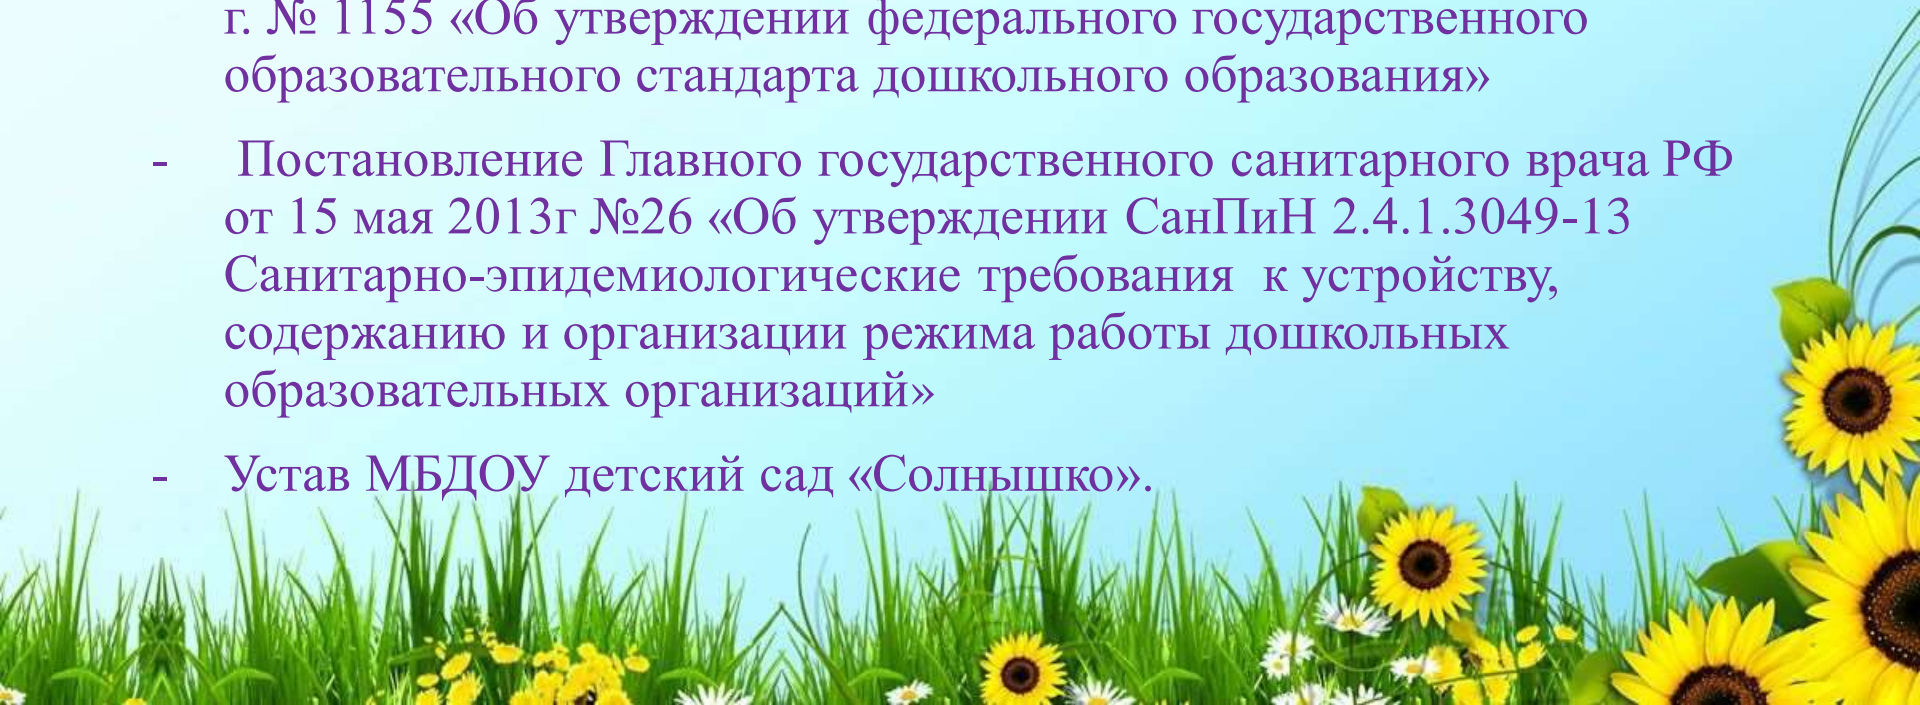 г. № 1155 «Об утверждении федерального государственного
образовательного стандарта дошкольного образования»
- Постановление Главного государственного санитарного врача РФ
от 15 мая 2013г №26 «Об утверждении СанПиН 2.4.1.3049-13
Санитарно-эпидемиологические требования к устройству,
содержанию и организации режима работы дошкольных
образовательных организаций»
- Устав МБДОУ детский сад «Солнышко».